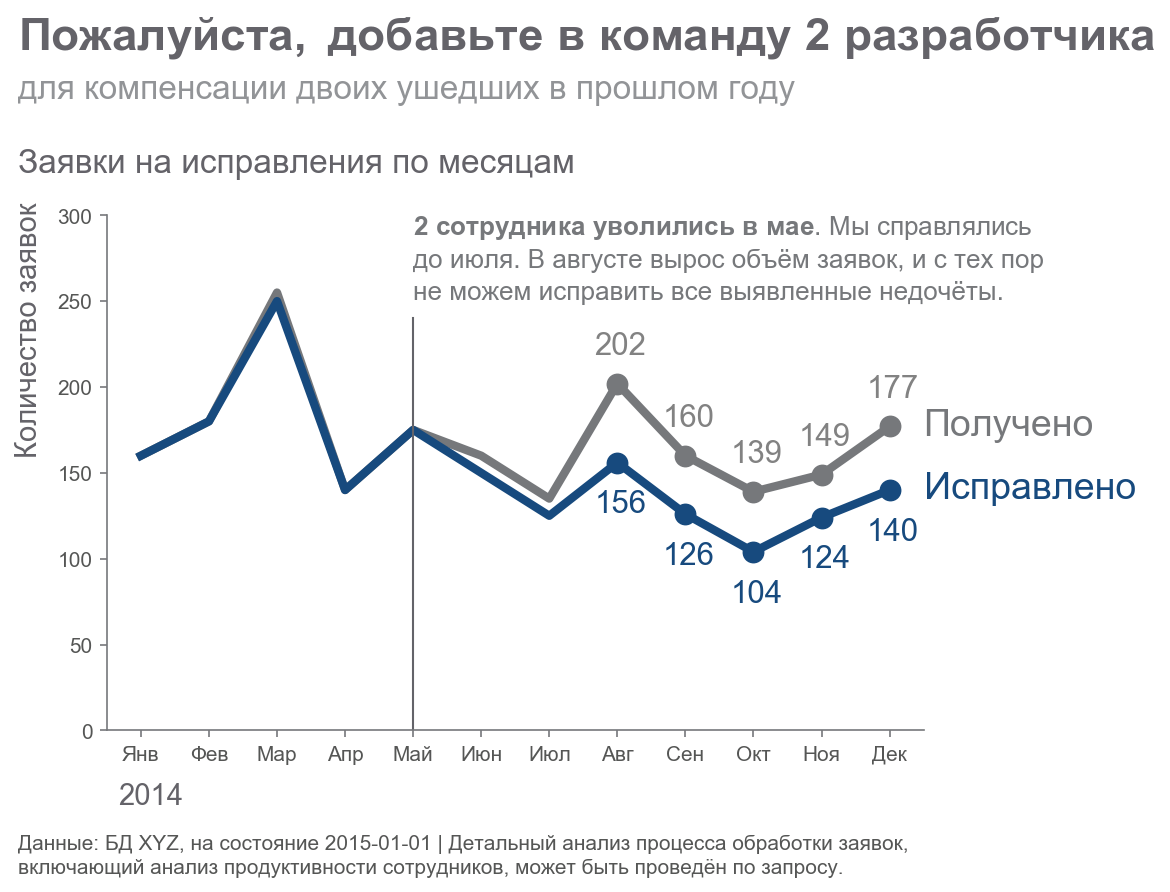 Пожалуйста, добавьте в команду 2 разработчика
для компенсации двоих ушедших в прошлом году
Заявки на исправления по месяцам
Количество заявок
300
250
200
150
100
50
0
2 сотрудника уволились в мае. Мы справлялись
до июля. В августе вырос объём заявок, и с тех пор
не можем исправить все выявленные недочёты.
202
160
139
149
177
Получено
156
126
104
124
140
Исправлено
Янв Фев Мар Апр Май Июн Июл Авг Сен Окт Ноя Дек
2014
Данные: БД XYZ, на состояние 2015-01-01 | Детальный анализ процесса обработки заявок,
включающий анализ продуктивности сотрудников, может быть проведён по запросу.